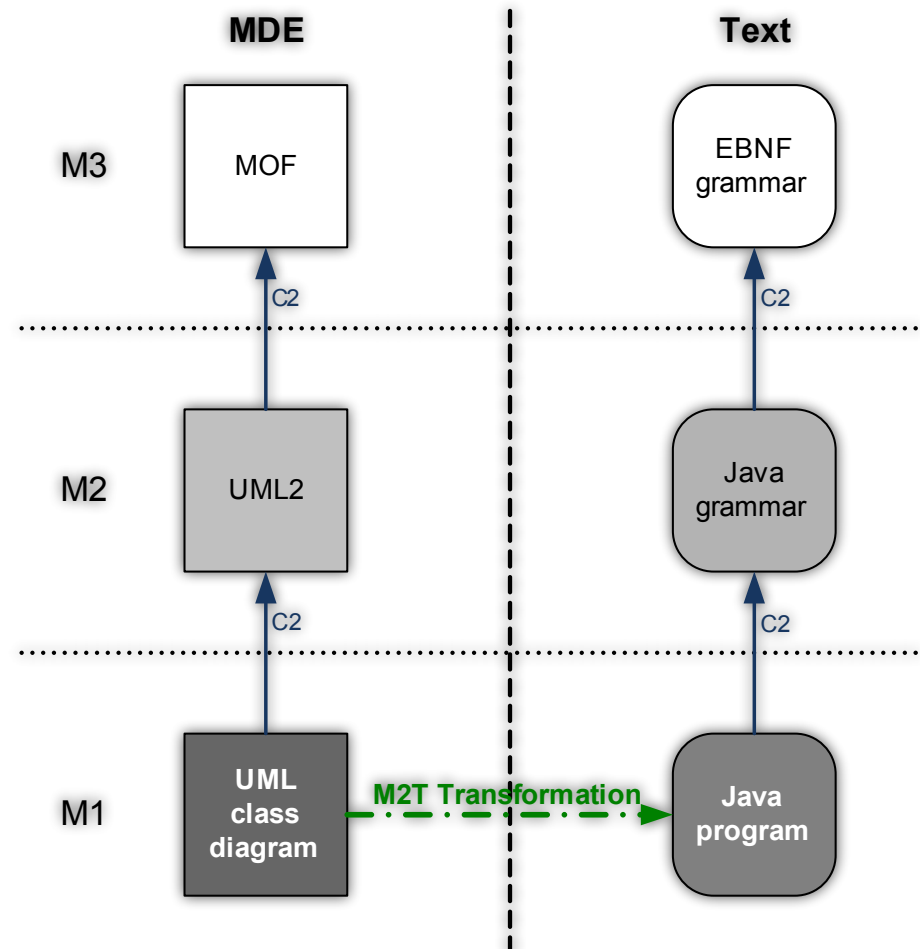 MDE
Text
M3
MOF
EBNF
grammar
C2
C2
M2
UML2
Java
grammar
C2
C2
M1
UML
class
diagram
M2T Transformation
Java
program